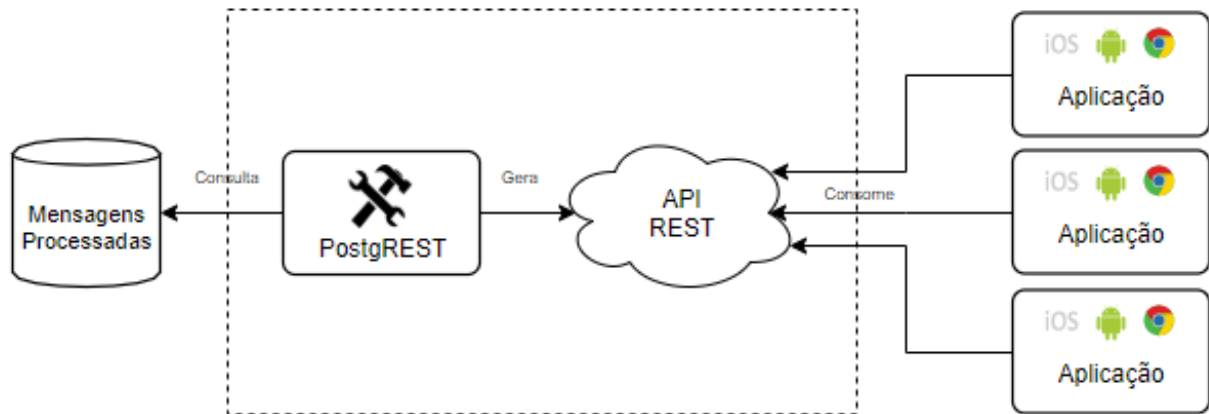 Mensagens
Processadas
Consulta
PostgREST
Gera
API
REST
Consome
iOS
Aplicação
iOS
Aplicação
iOS
Aplicação